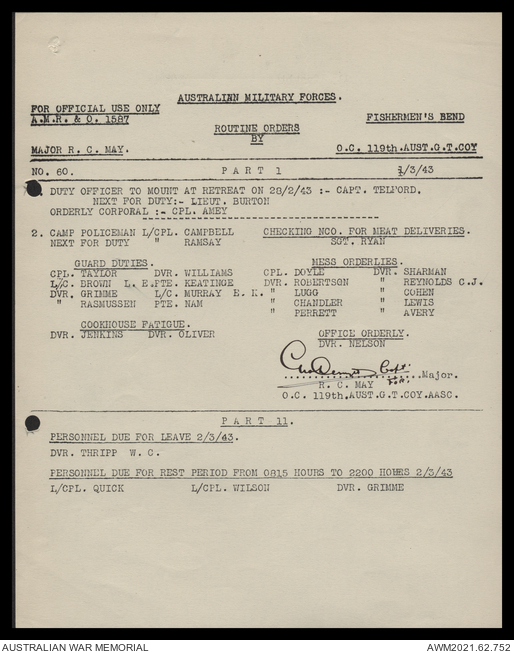 AUSTRALIAN MILITARY FORCES.
FOR OFFICIAL USE ONLY
A.M.R. & O. 1587
FISHERMEN'S BEND
ROUTINE ORDERS
BY
MAJOR R. C. MAY.
O.C. 119th.AUST.G.T.COY
NO. 60.
PART 1
1/3/43
DUTY OFFICER TO MOUNT AT RETREAT ON 28/2/43 :- CAPT. TELFORD.
NEXT FOR DUTY:- LIEUT. BURTON
ORDERLY CORPORAL :- CPL. AMEY
2. CAMP POLICEMAN L/CPL. CAMPBELL CHECKING NCO. FOR MEAT DELIVERIES.
NEXT FOR DUTY " RAMSAY SGT. RYAN
GUARD DUTIES. MESS ORDERLIES.
CPL. TAYLOR DVR. WILLIAMS CPL. DOYLE DVR. SHARMAN
L/C. BROWN L. E. PTE. KEATINGE DVR. ROBERTSON " REYNOLDS C.J.
DVR. GRIMME L/C. MURRAY E. K. " LUGG " COHEN
" RASMUSSEN PTE. NAM " CHANDLER " LEWIS
" PERRETT " AVERY
COOKHOUSE FATIGUE. OFFICE ORDERLY.
DVR. JENKINS DVR. OLIVER DVR. NELSON
Capt.
for:
Major.
R. C. MAY
O.C. 119th.AUST.G.T.COY.AASC.
PART 11.
PERSONNEL DUE FOR LEAVE 2/3/43.
DVR. THRIPP W. C.
PERSONNEL DUE FOR REST PERIOD FROM 0815 HOURS TO 2200 HOURS 2/3/43
L/CPL. QUICK L/CPL. WILSON DVR. GRIMME
AUSTRALIAN WAR MEMORIAL
AWM2021.62.752